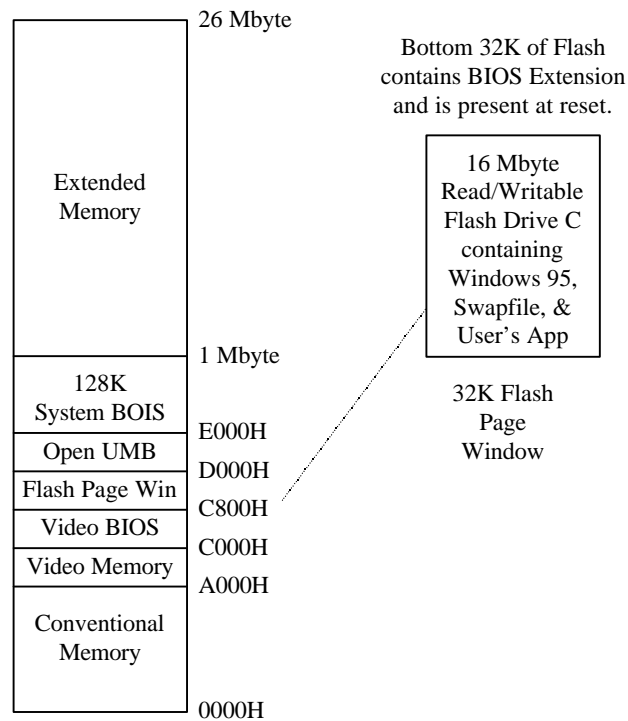 26 Mbyte
Extended
Memory
1 Mbyte
128K
System BOIS
E000H
Open UMB
D000H
Flash Page Win
C800H
Video BIOS
C000H
Video Memory
A000H
Conventional
Memory
0000H
Bottom 32K of Flash
contains BIOS Extension
and is present at reset.
16 Mbyte
Read/Writable
Flash Drive C
containing
Windows 95,
Swapfile, &
User's App
32K Flash
Page
Window